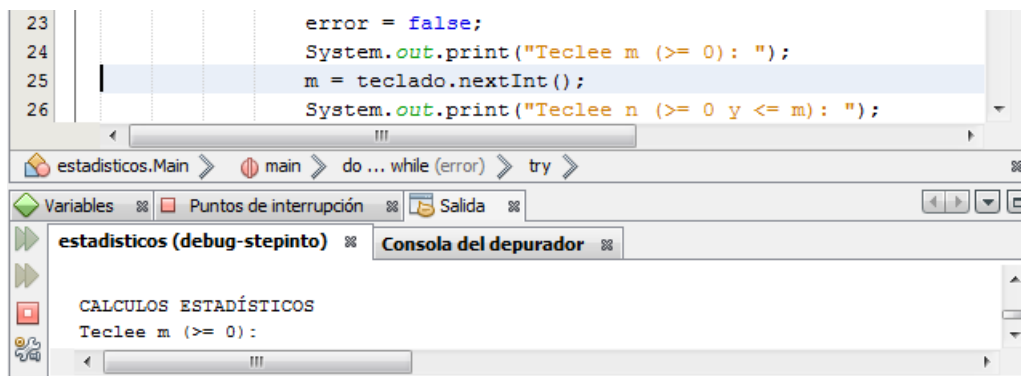 23 error = false;
24 System.out.print("Teclee m (>= 0): ");
25 m = teclado.nextInt();
26 System.out.print("Teclee n (>= 0 y <= m): ");
estadisticos.Main main do ... while (error) try
Variables Puntos de interrupción Salida
estadisticos (debug-stepinto) Consola del depurador
CALCULOS ESTADÍSTICOS
Teclee m (>= 0):